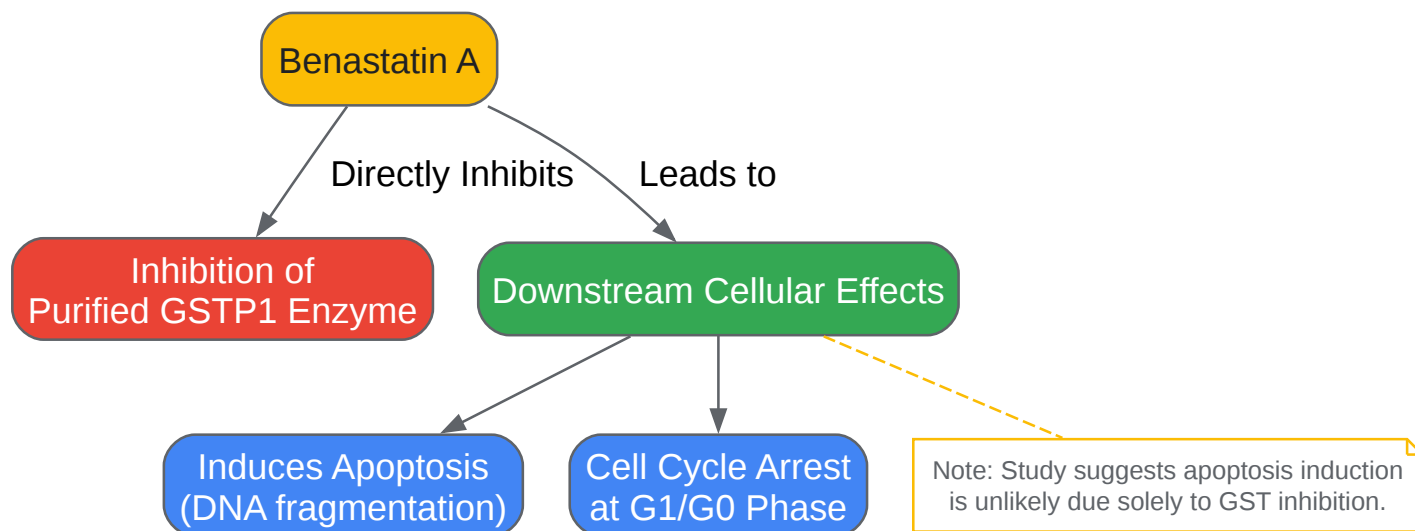 Benastatin A
Directly Inhibits
Leads to
Inhibition of
Purified GSTP1 Enzyme
Downstream Cellular Effects
Induces Apoptosis
(DNA fragmentation)
Cell Cycle Arrest
at G1/G0 Phase
Note: Study suggests apoptosis induction
is unlikely due solely to GST inhibition.